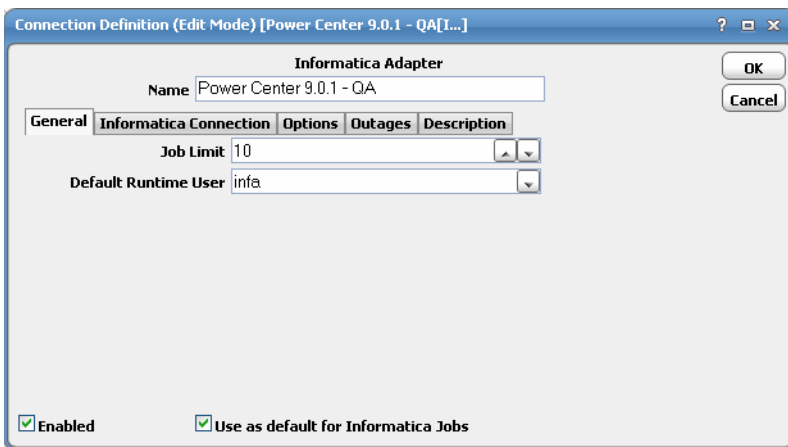 Connection Definition (Edit Mode) [Power Center 9.0.1 - QA[I...] ?
Informatica Adapter
OK
Name Power Center 9.0.1 - QA
Cancel
General Informatica Connection Options Outages Description
Job Limit 10
Default Runtime User infa
Enabled Use as default for Informatica Jobs